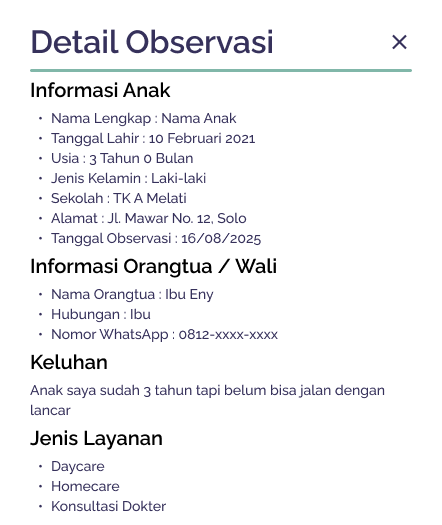 Detail Observasi
Informasi Anak
• Nama Lengkap : Nama Anak
• Tanggal Lahir : 10 Februari 2021
• Usia : 3 Tahun 0 Bulan
• Jenis Kelamin : Laki-laki
• Sekolah : TK A Melati
• Alamat : Jl. Mawar No. 12, Solo
• Tanggal Observasi : 16/08/2025
Informasi Orangtua / Wali
• Nama Orangtua : Ibu Eny
• Hubungan : Ibu
• Nomor WhatsApp : 0812-xxxx-xxxx
Keluhan
Anak saya sudah 3 tahun tapi belum bisa jalan dengan
lancar
Jenis Layanan
• Daycare
• Homecare
• Konsultasi Dokter